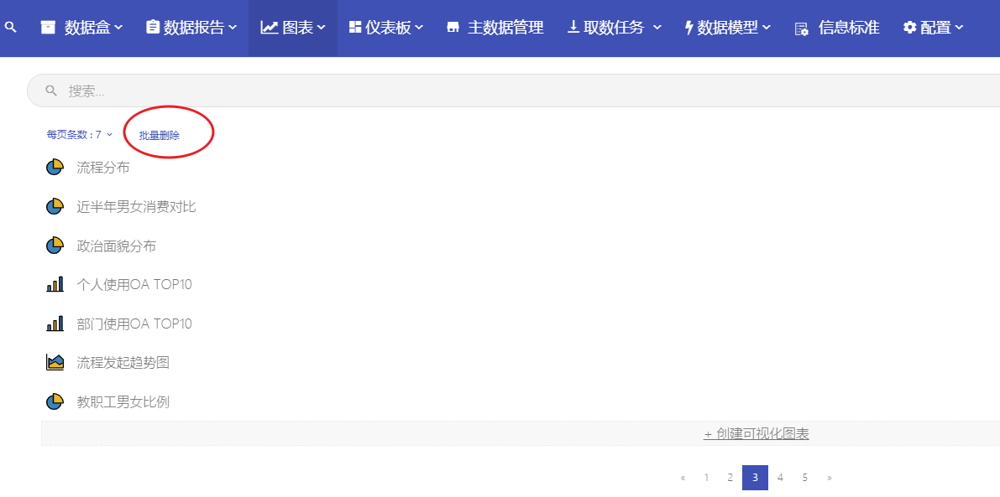 数据盒 数据报告 图表 仪表板 主数据管理 取数任务 数据模型 信息标准 配置
搜索...
每页条数 : 7 批量删除
流程分布
近半年男女消费对比
政治面貌分布
个人使用OA TOP10
部门使用OA TOP10
流程发起趋势图
教职工男女比例
+ 创建可视化图表
« 1 2 3 4 5 »